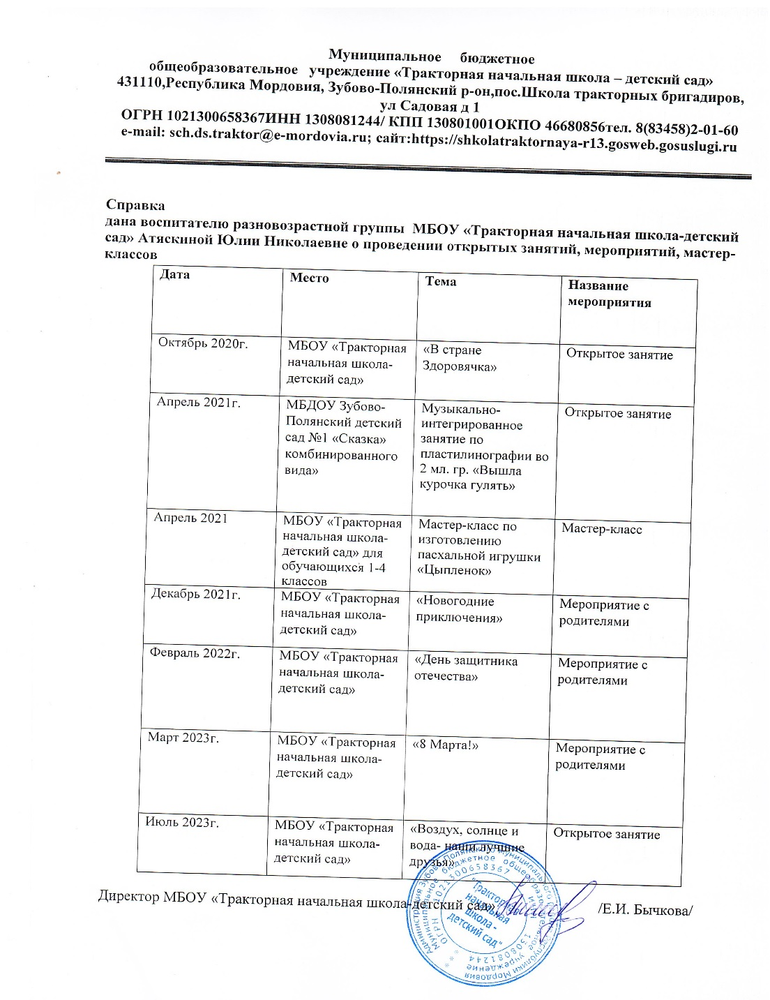 Муниципальное бюджетное
общеобразовательное учреждение «Тракторная начальная школа – детский сад»
431110,Республика Мордовия, Зубово-Полянский р-он,пос.Школа тракторных бригадиров,
ул Садовая д 1
ОГРН 1021300658367ИНН 1308081244/ КПП 130801001ОКПО 46680856тел. 8(83458)2-01-60
e-mail: sch.ds.traktor@e-mordovia.ru; сайт:https://shkolatraktornaya-r13.gosweb.gosuslugi.ru
Справка
дана воспитателю разновозрастной группы МБОУ «Тракторная начальная школа-детский
сад» Атяскиной Юлии Николаевне о проведении открытых занятий, мероприятий, мастер-
классов
Дата
Место
Тема
Название
мероприятия
Октябрь 2020г.
МБОУ «Тракторная
начальная школа-
детский сад»
«В стране
Здоровячка»
Открытое занятие
Апрель 2021г.
МБДОУ Зубово-
Полянский детский
сад №1 «Сказка»
комбинированного
вида»
Музыкально-
интегрированное
занятие по
пластилинографии во
2 мл. гр. «Вышла
курочка гулять»
Открытое занятие
Апрель 2021
МБОУ «Тракторная
начальная школа-
детский сад» для
обучающихся 1-4
классов
Мастер-класс по
изготовлению
пасхальной игрушки
«Цыпленок»
Мастер-класс
Декабрь 2021г.
МБОУ «Тракторная
начальная школа-
детский сад»
«Новогодние
приключения»
Мероприятие с
родителями
Февраль 2022г.
МБОУ «Тракторная
начальная школа-
детский сад»
«День защитника
отечества»
Мероприятие с
родителями
Март 2023г.
МБОУ «Тракторная
начальная школа-
детский сад»
«8 Марта!»
Мероприятие с
родителями
Июль 2023г.
МБОУ «Тракторная
начальная школа-
детский сад»
«Воздух, солнце и
вода- наши лучшие
друзья»
Открытое занятие
Директор МБОУ «Тракторная начальная школа-детский сад» /Е.И. Бычкова/
Администрация Зубово-Полянского муниципального района Республики Мордовия
Муниципальное бюджетное общеобразовательное учреждение
ОГРН 1021300658367 ИНН 1308081244
"Тракторная
начальная
школа -
детский сад"